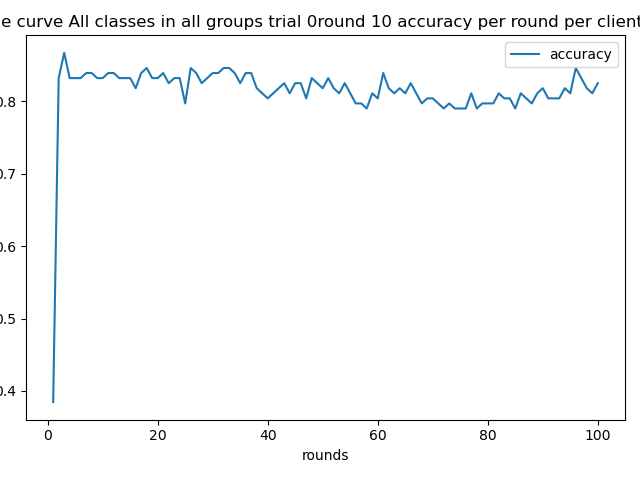 e curve All classes in all groups trial 0round 10 accuracy per round per client
accuracy
0.8
0.7
0.6
0.5
0.4
0 20 40 60 80 100
rounds